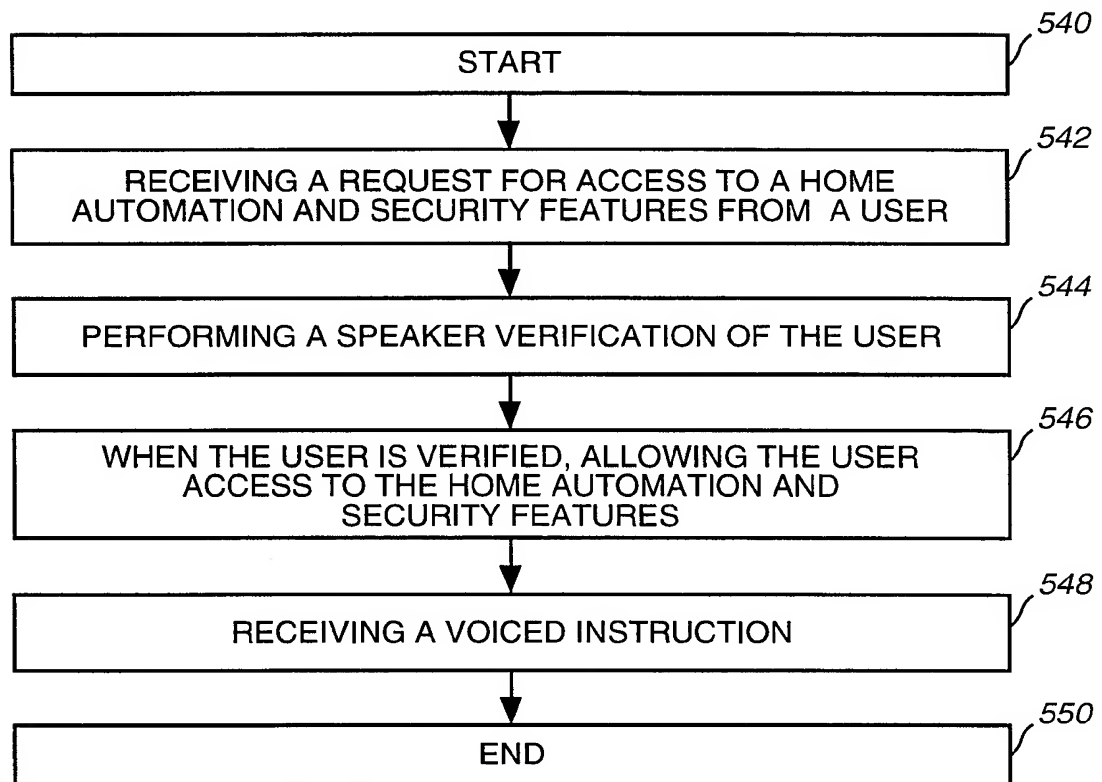 540
START
542
RECEIVING A REQUEST FOR ACCESS TO A HOME
AUTOMATION AND SECURITY FEATURES FROM A USER
544
PERFORMING A SPEAKER VERIFICATION OF THE USER
546
WHEN THE USER IS VERIFIED, ALLOWING THE USER
ACCESS TO THE HOME AUTOMATION AND
SECURITY FEATURES
548
RECEIVING A VOICED INSTRUCTION
550
END